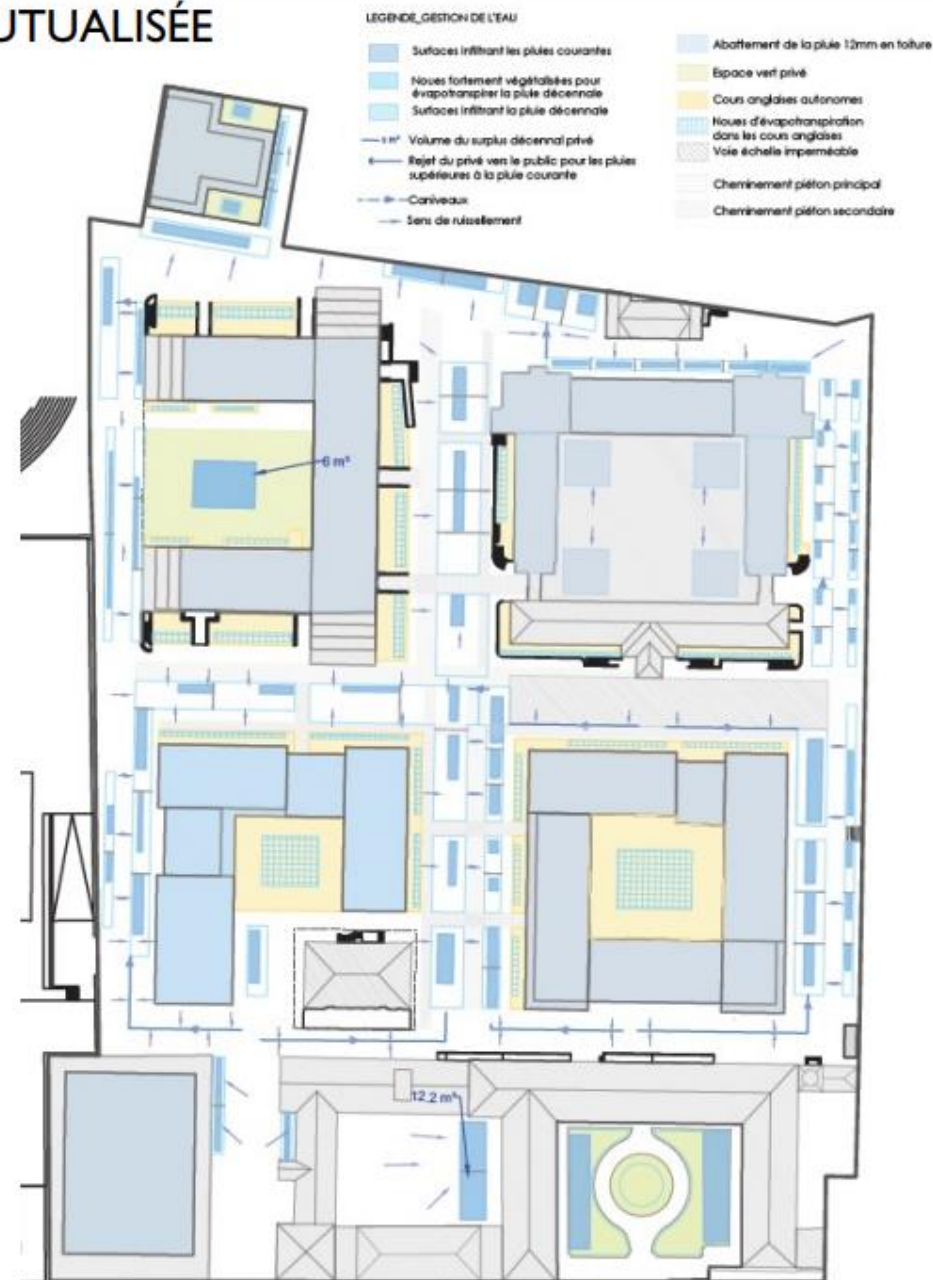 UTUALISÉE
LEGENDE_GESTION DE L'EAU
Surfaces infiltrant les pluies courantes
Noues fortement végétalisées pour
évapotranspirer la pluie décennale
Surfaces infiltrant la pluie décennale
Volume du surplus décennal privé
Rejet du privé vers le public pour les pluies
supérieures à la pluie courante
Caniveaux
Sens de ruissellement
Abattement de la pluie 12mm en toiture
Espace vert privé
Cours anglaises autonomes
Noues d'évapotranspiration
dans les cours anglaises
Voie échelle imperméable
Cheminement piéton principal
Cheminement piéton secondaire
6 m³
12.2 m³